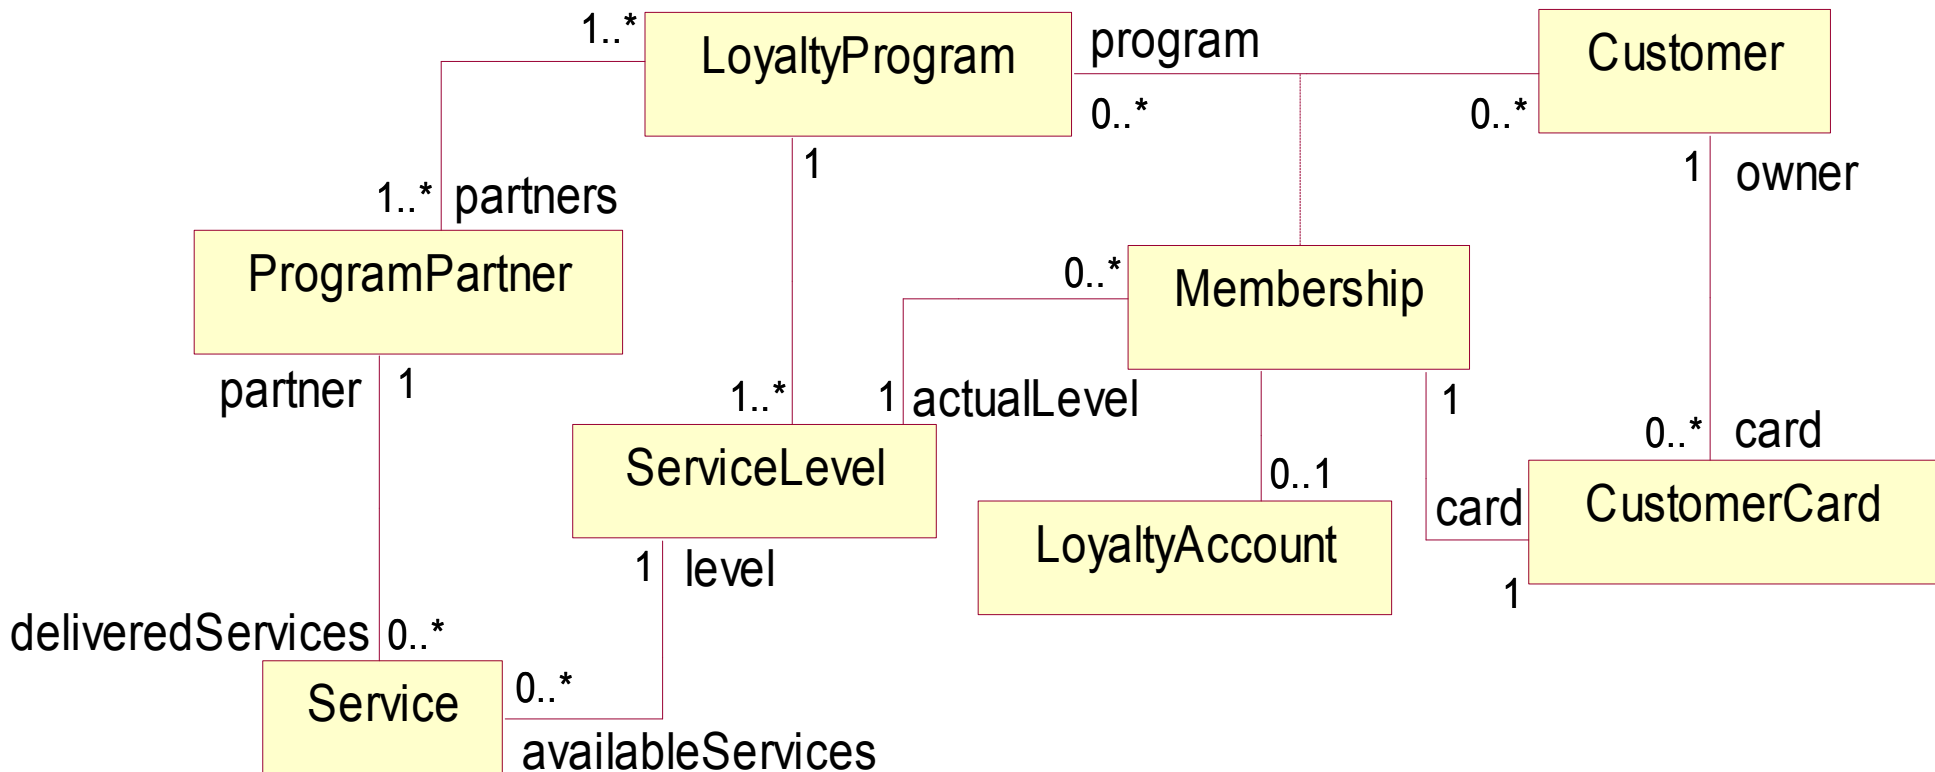 1..*
LoyaltyProgram
program
Customer
0..*
0..*
1
1
owner
1..*
partners
ProgramPartner
0..*
Membership
partner
1
1..*
1
actualLevel
1
0..*
card
ServiceLevel
0..1
card
CustomerCard
LoyaltyAccount
1
level
1
deliveredServices
0..*
Service
0..*
availableServices